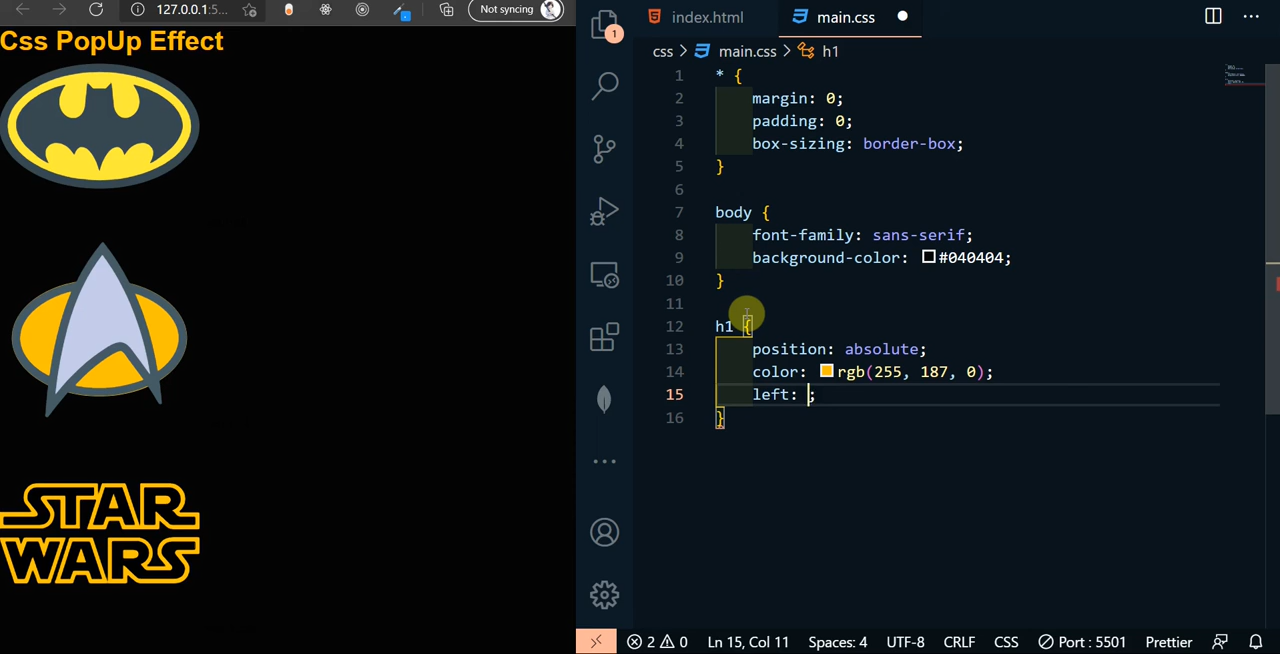 127.0.0.1:5...
Not syncing
Css PopUp Effect
STAR
WARS
1
index.html
main.css
css > main.css > h1
1 * {
2 margin: 0;
3 padding: 0;
4 box-sizing: border-box;
5 }
6
7 body {
8 font-family: sans-serif;
9 background-color: #040404;
10 }
11
12 h1 {
13 position: absolute;
14 color: rgb(255, 187, 0);
15 left: ;
16 }
2 0 Ln 15, Col 11 Spaces: 4 UTF-8 CRLF CSS Port : 5501 Prettier